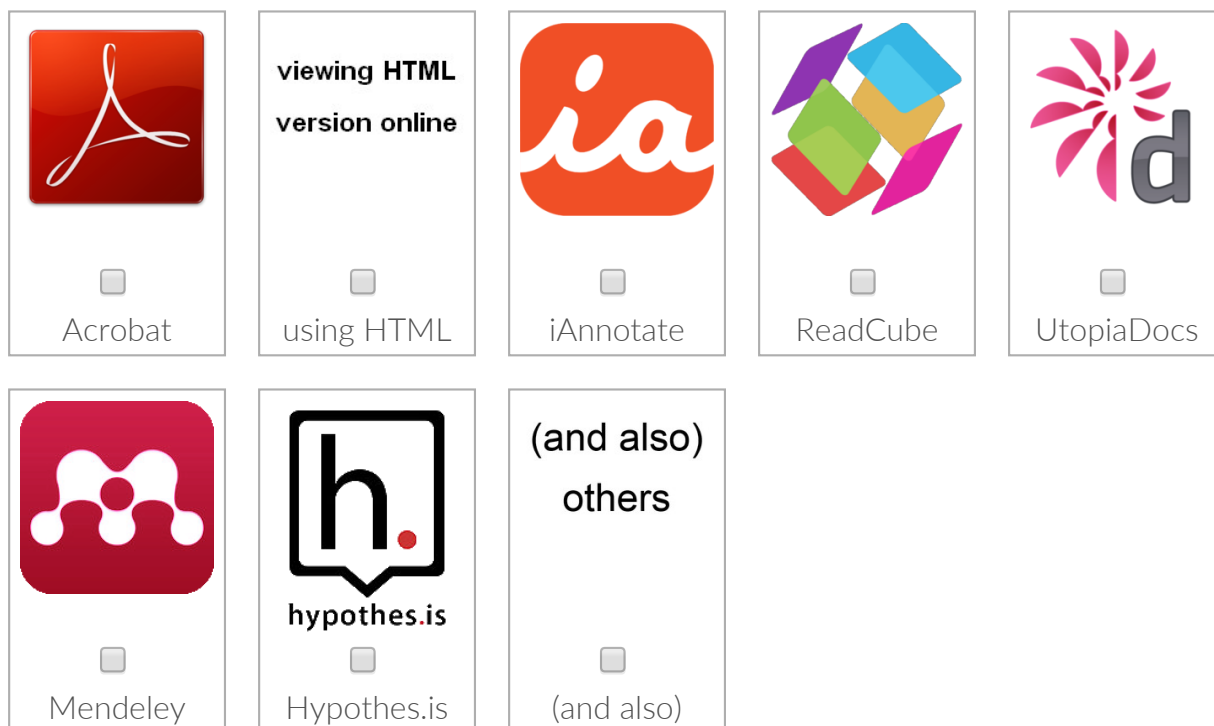 viewing HTML
version online
ia
d
Acrobat
using HTML
iAnnotate
ReadCube
UtopiaDocs
h.
hypothes.is
(and also)
others
Mendeley
Hypothes.is
(and also)